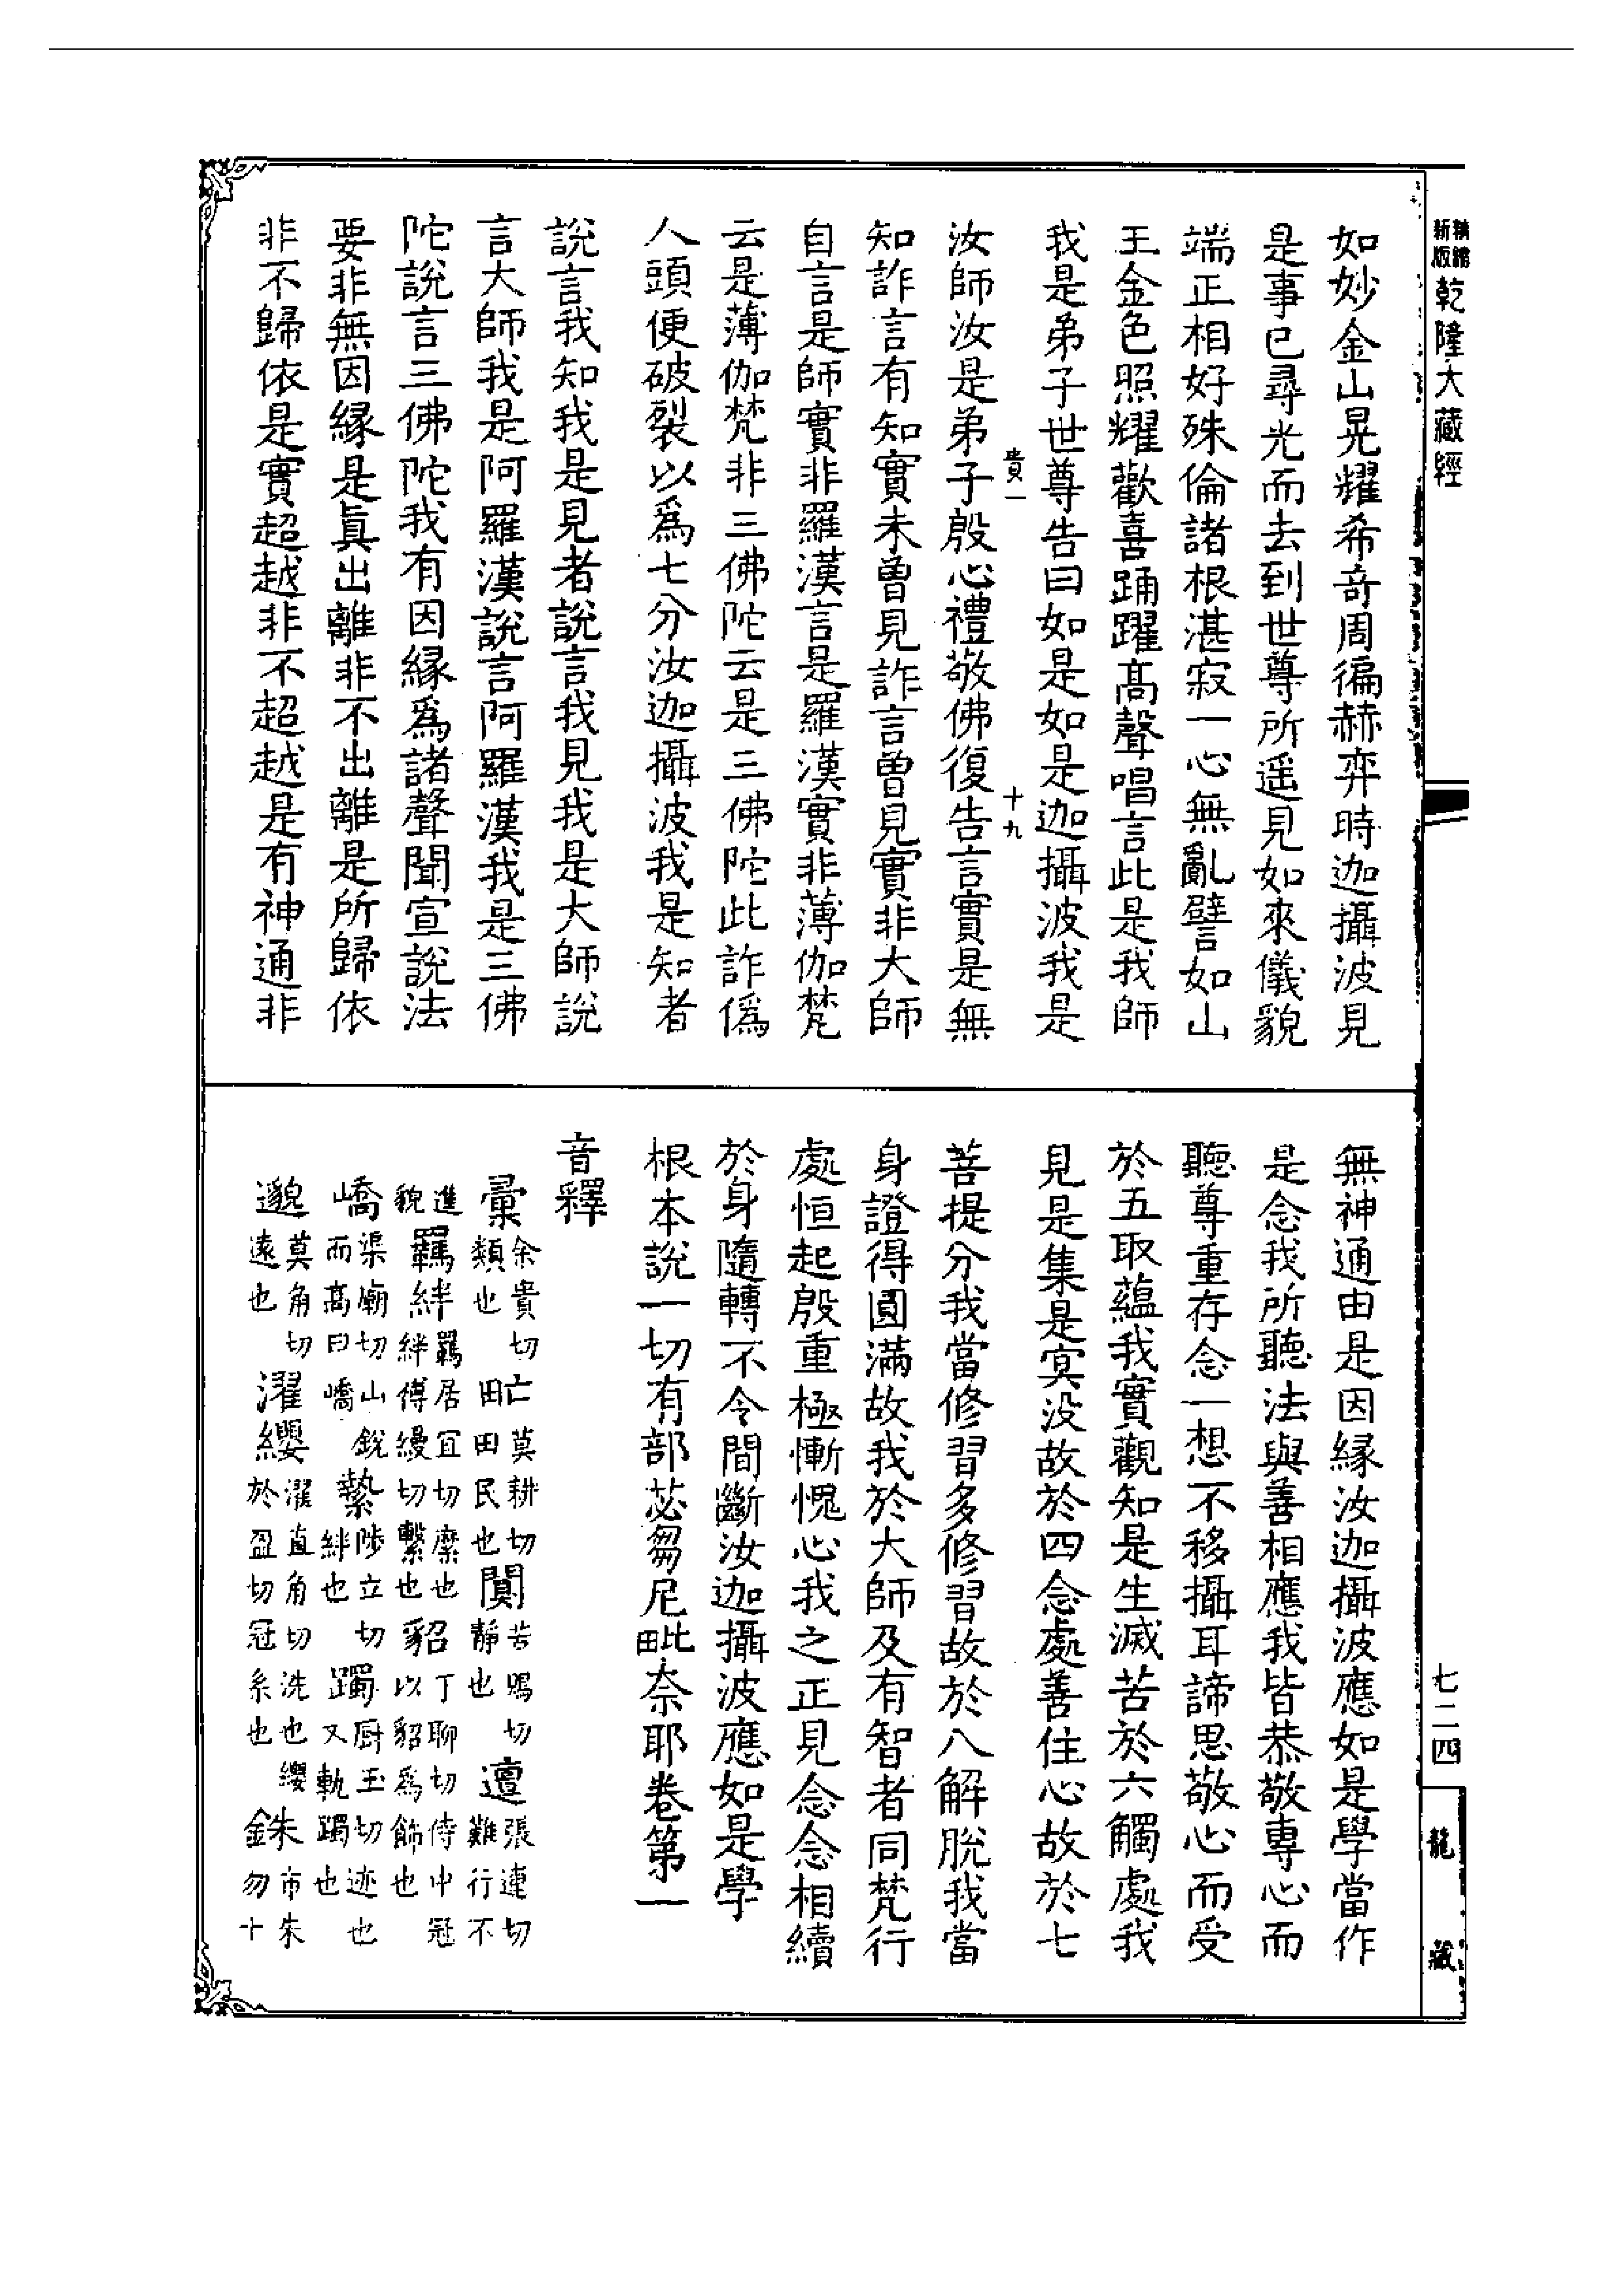 新版精縮
乾隆大藏經
如妙金山晃耀希奇周徧赫弈時迦攝波見
是事已尋光而去到世尊所遥見如來儀貌
端正相好殊倫諸根湛寂一心無亂譬如山
王金色照耀歡喜踊躍高聲唱言此是我師
我是弟子世尊告曰如是如是迦攝波我是
貴一
十九
汝師汝是弟子殷心禮敬佛復告言實是無
知詐言有知實未曾見詐言曾見實非大師
自言是師實非羅漢言是羅漢實非薄伽梵
云是薄伽梵非三佛陀云是三佛陀此詐僞
人頭便破裂以爲七分汝迦攝波我是知者
說言我知我是見者說言我見我是大師說
言大師我是阿羅漢說言阿羅漢我是三佛
陀說言三佛陀我有因縁爲諸聲聞宣說法
要非無因縁是眞出離非不出離是所歸依
非不歸依是實超越非不超越是有神通非
無神通由是因縁汝迦攝波應如是學當作
是念我所聽法與善相應我皆恭敬專心而
聽尊重存念一想不移攝耳諦思敬心而受
於五取蘊我實觀知是生滅苦於六觸處我
見是集是寘没故於四念處善住心故於七
菩提分我當修習多修習故於八解脫我當
身證得圓滿故我於大師及有智者同梵行
處恒起殷重極慚愧心我之正見念念相續
於身隨轉不令間斷汝迦攝波應如是學
根本說一切有部苾芻尼毗奈耶卷第一
音釋
彙余貴切類也 甿莫耕切田民也 闃苦鶪切靜也 邅張連切難行不
進貌 羈絆羈居宜切縻也絆傅縵切繫也 貂丁聊切侍中冠以貂爲飾也
嶠渠廟切山銳而高曰嶠 縶陟立切絆也 躅厨玉切迹也又軌躅也
邈莫角切遠也 濯纓濯直角切洗也纓於盈切冠系也 銖市朱切十
七二四
龍藏